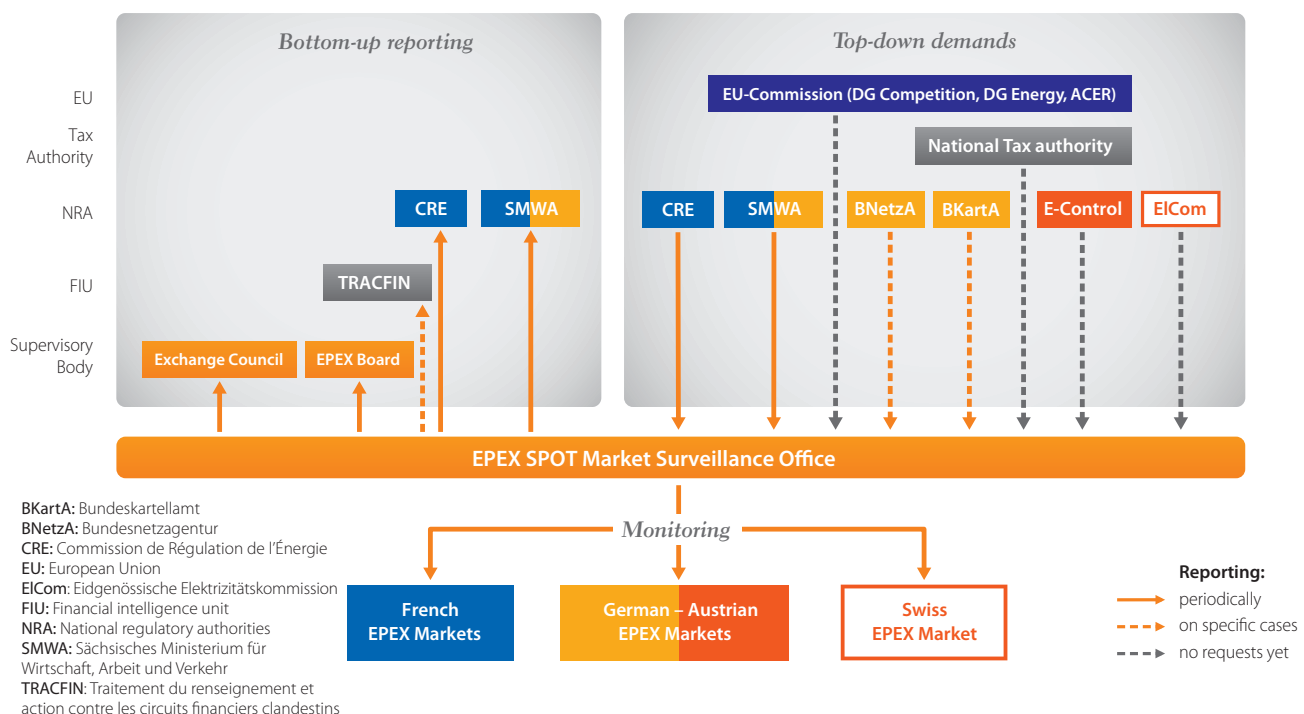 Bottom-up reporting
Top-down demands
EU
EU-Commission (DG Competition, DG Energy, ACER)
Tax
Authority
National Tax authority
NRA
CRE
SMWA
CRE
SMWA
BNetzA
BKartA
E-Control
ElCom
FIU
TRACFIN
Supervisory
Body
Exchange Council
EPEX Board
EPEX SPOT Market Surveillance Office
Monitoring
French
EPEX Markets
German – Austrian
EPEX Markets
Swiss
EPEX Market
BKartA: Bundeskartellamt
BNetzA: Bundesnetzagentur
CRE: Commission de Régulation de l'Énergie
EU: European Union
ElCom: Eidgenössische Elektrizitätskommission
FIU: Financial intelligence unit
NRA: National regulatory authorities
SMWA: Sächsisches Ministerium für
Wirtschaft, Arbeit und Verkehr
TRACFIN: Traitement du renseignement et
action contre les circuits financiers clandestins
Reporting:
periodically
on specific cases
no requests yet